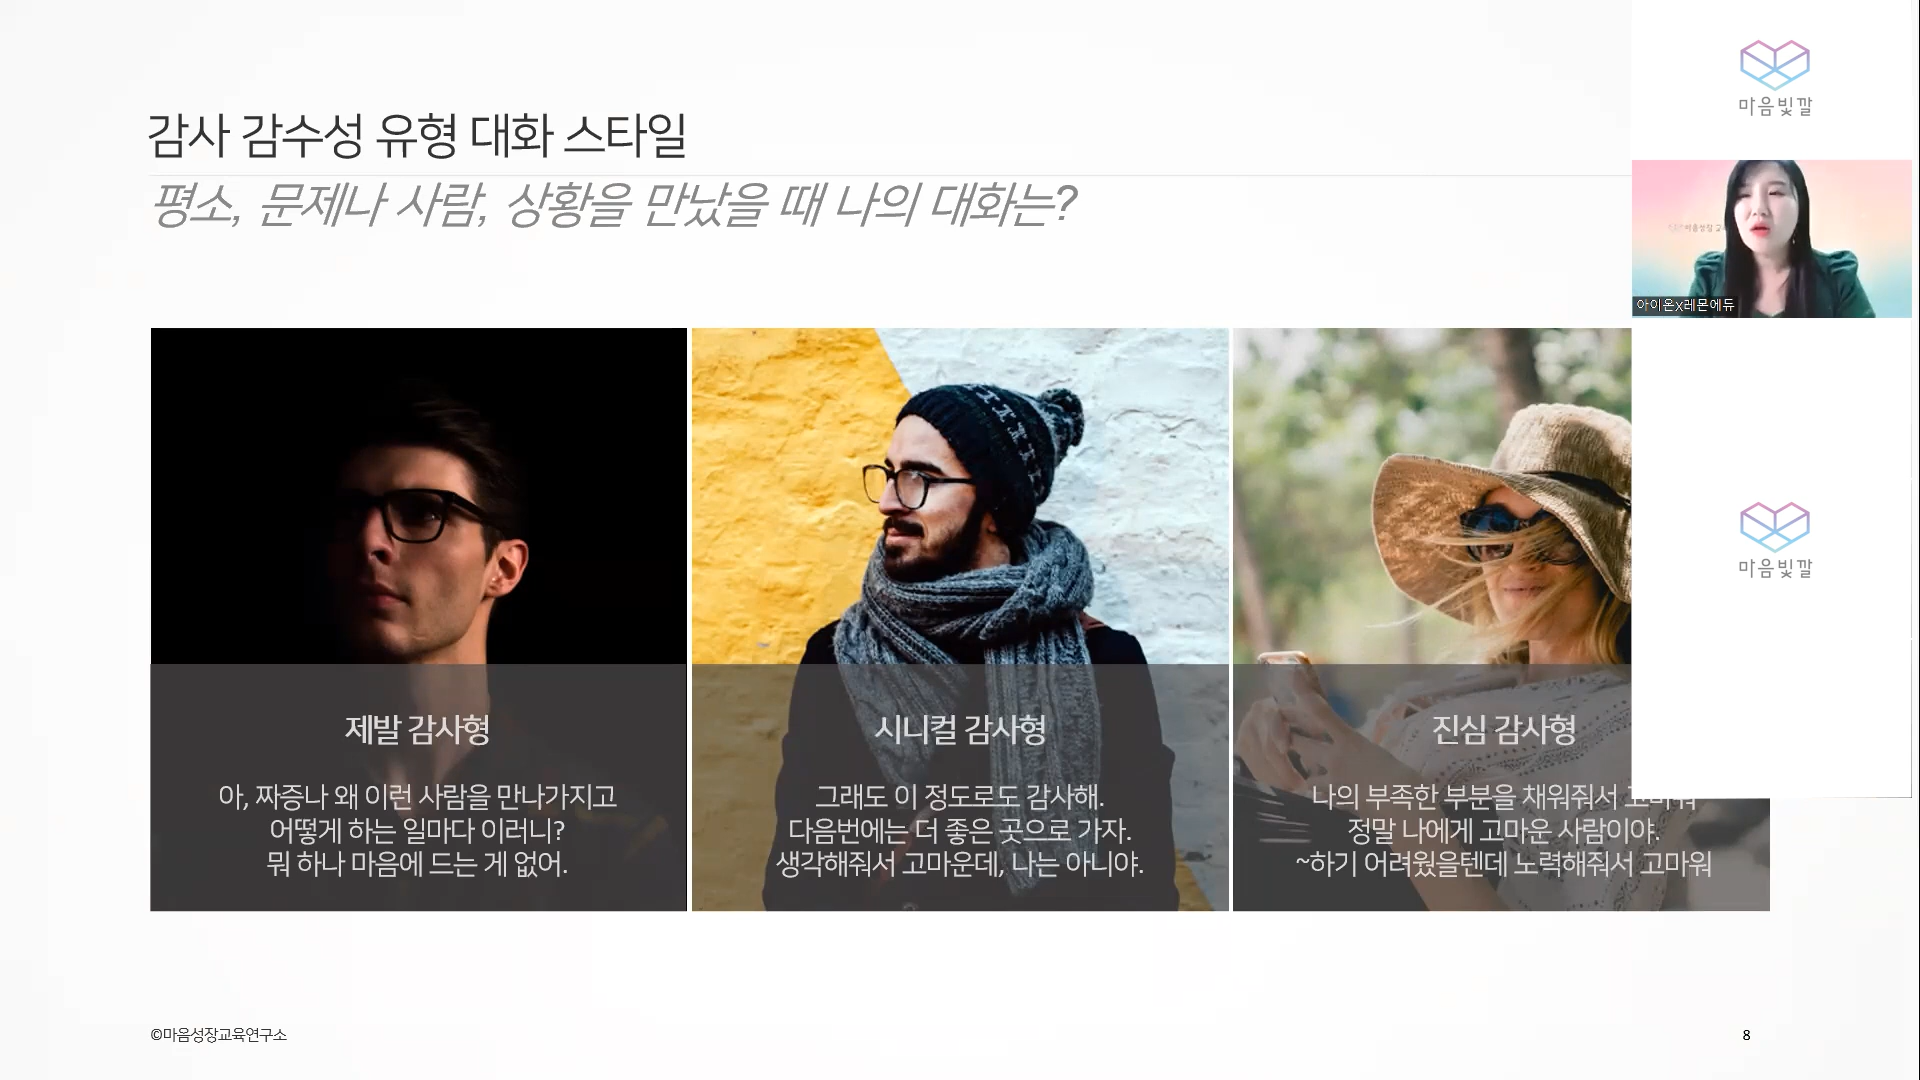 감사 감수성 유형 대화 스타일
평소, 문제나 사람, 상황을 만났을 때 나의 대화는?
마음빛깔
마음성장
아이온x레몬에듀
마음빛깔
제발 감사형
아, 짜증나 왜 이런 사람을 만나가지고
어떻게 하는 일마다 이러니?
뭐 하나 마음에 드는 게 없어.
시니컬 감사형
그래도 이 정도로도 감사해.
다음번에는 더 좋은 곳으로 가자.
생각해줘서 고마운데, 나는 아니야.
진심 감사형
나의 부족한 부분을 채워줘서 고마워
정말 나에게 고마운 사람이야.
~하기 어려웠을텐데 노력해줘서 고마워
©마음성장교육연구소
8